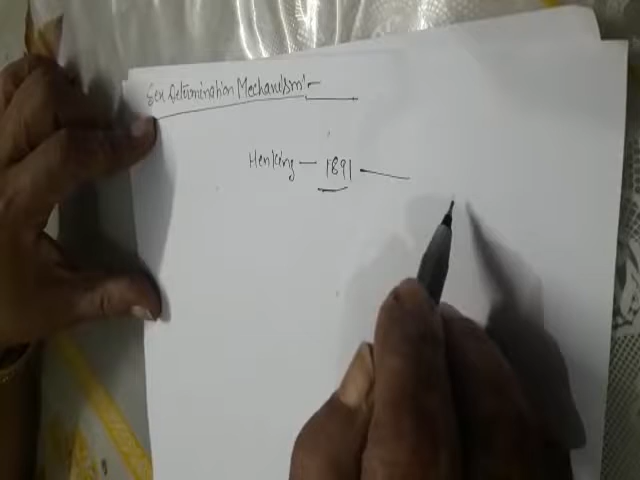 Sex Determination Mechanism:-
Henking — 1891 —